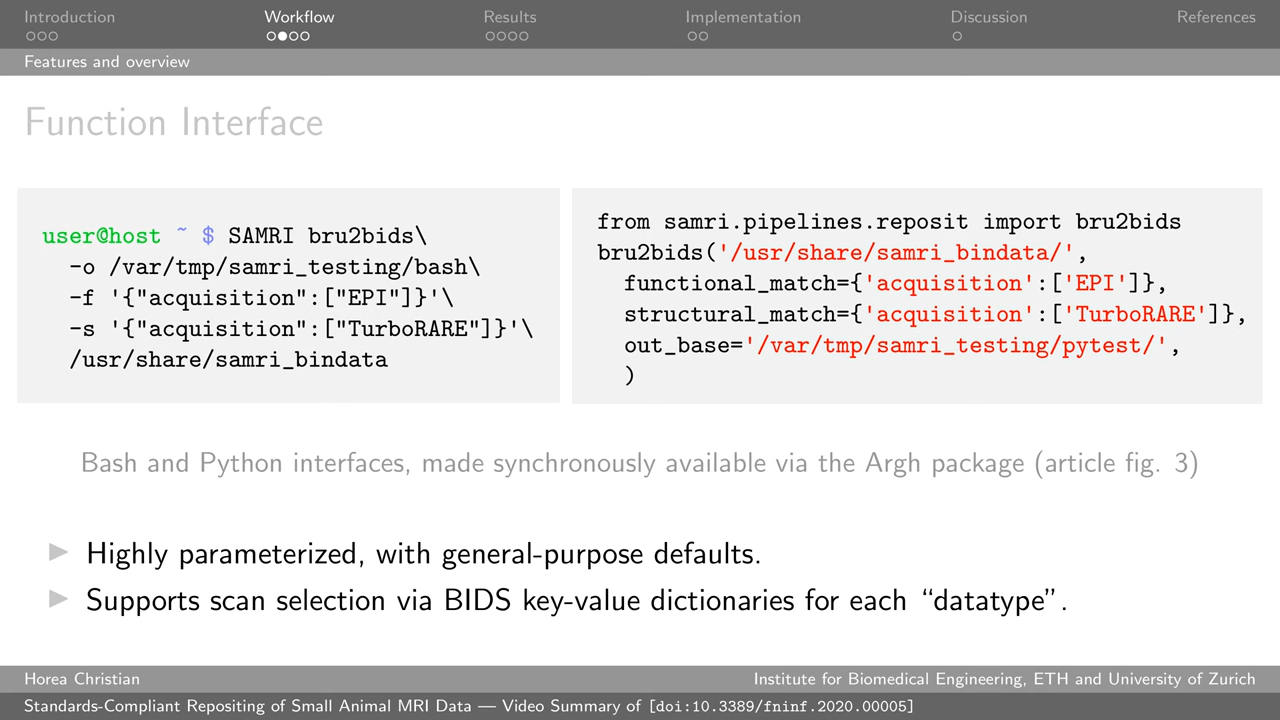 Introduction Workflow Results Implementation Discussion References
Features and overview
Function Interface
user@host ~ $ SAMRI bru2bids\
-o /var/tmp/samri_testing/bash\
-f '{"acquisition":["EPI"]}'\
-s '{"acquisition":["TurboRARE"]}'\
/usr/share/samri_bindata
from samri.pipelines.reposit import bru2bids
bru2bids('/usr/share/samri_bindata/',
functional_match={'acquisition':['EPI']},
structural_match={'acquisition':['TurboRARE']},
out_base='/var/tmp/samri_testing/pytest/',
)
Bash and Python interfaces, made synchronously available via the Argh package (article fig. 3)
Highly parameterized, with general-purpose defaults.
Supports scan selection via BIDS key-value dictionaries for each “datatype”.
Horea Christian Institute for Biomedical Engineering, ETH and University of Zurich
Standards-Compliant Repositing of Small Animal MRI Data — Video Summary of [doi:10.3389/fninf.2020.00005]